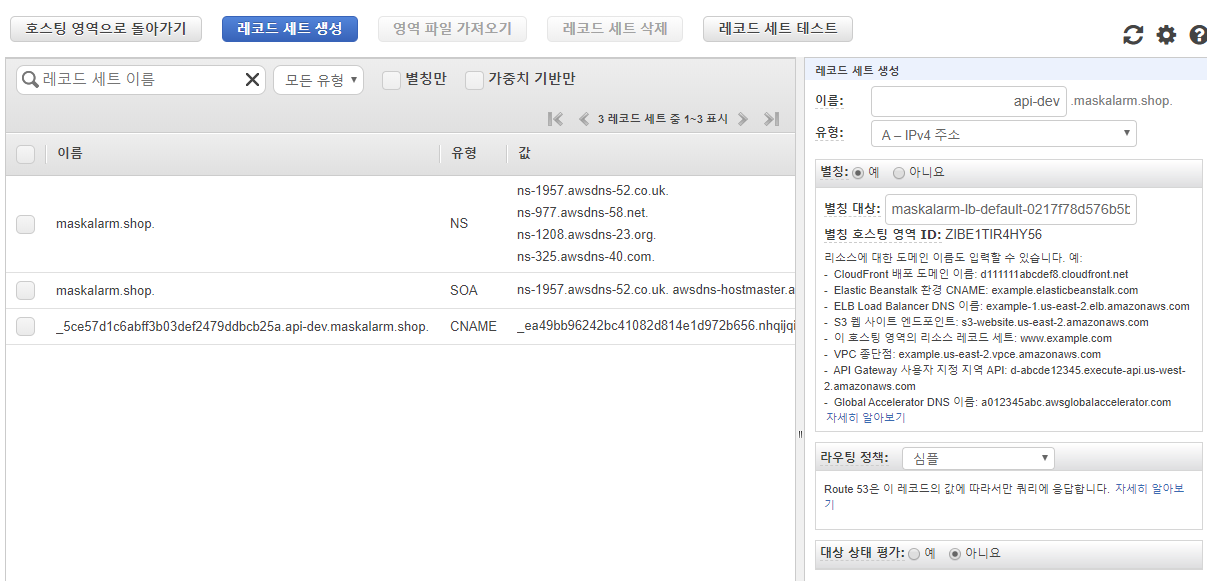 호스팅 영역으로 돌아가기 레코드 세트 생성 영역 파일 가져오기 레코드 세트 삭제 레코드 세트 테스트
레코드 세트 이름 모든 유형 별칭만 가중치 기반만
3 레코드 세트 중 1~3 표시
이름 유형 값
maskalarm.shop. NS ns-1957.awsdns-52.co.uk.
ns-977.awsdns-58.net.
ns-1208.awsdns-23.org.
ns-325.awsdns-40.com.
maskalarm.shop. SOA ns-1957.awsdns-52.co.uk. awsdns-hostmaster.a
_5ce57d1c6abff3b03def2479ddbcb25a.api-dev.maskalarm.shop. CNAME _ea49bb96242bc41082d814e1d972b656.nhqijqi
레코드 세트 생성
이름: api-dev .maskalarm.shop.
유형: A – IPv4 주소
별칭: 예 아니요
별칭 대상: maskalarm-lb-default-0217f78d576b5b
별칭 호스팅 영역 ID: ZIBE1TIR4HY56
리소스에 대한 도메인 이름도 입력할 수 있습니다. 예:
- CloudFront 배포 도메인 이름: d111111abcdef8.cloudfront.net
- Elastic Beanstalk 환경 CNAME: example.elasticbeanstalk.com
- ELB Load Balancer DNS 이름: example-1.us-east-2.elb.amazonaws.com
- S3 웹 사이트 엔드포인트: s3-website.us-east-2.amazonaws.com
- 이 호스팅 영역의 리소스 레코드 세트: www.example.com
- VPC 종단점: example.us-east-2.vpce.amazonaws.com
- API Gateway 사용자 지정 지역 API: d-abcde12345.execute-api.us-west-
2.amazonaws.com
- Global Accelerator DNS 이름: a012345abc.awsglobalaccelerator.com
자세히 알아보기
라우팅 정책: 심플
Route 53은 이 레코드의 값에 따라서만 쿼리에 응답합니다. 자세히 알아보
기
대상 상태 평가: 예 아니요